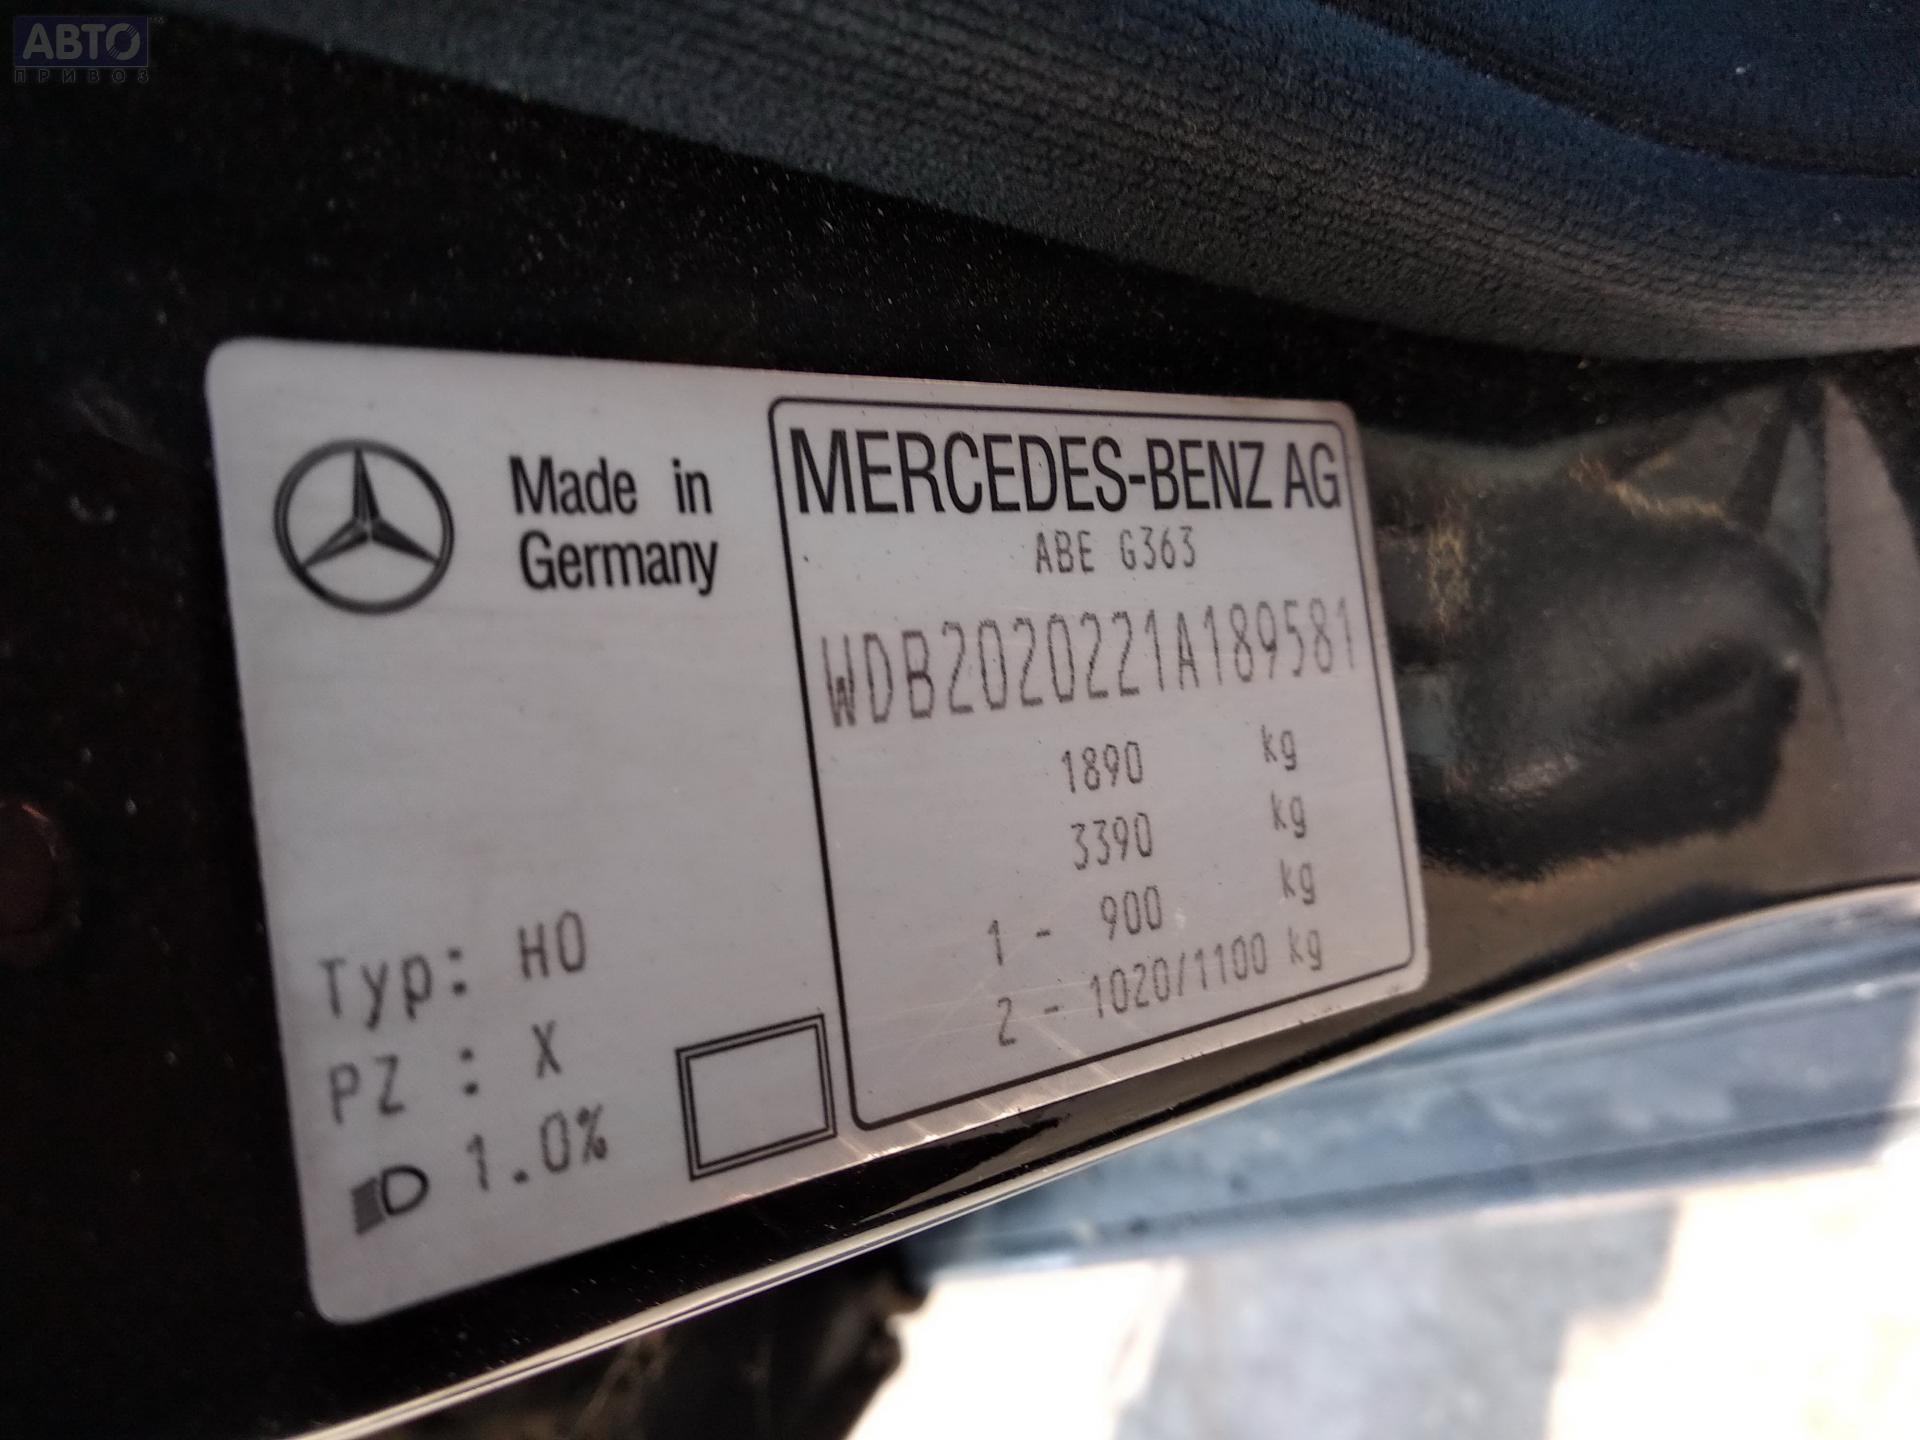 АВТО
ПРИВОЗ
Made in
Germany
MERCEDES-BENZ AG
ABE G363
WDB2020221A189581
1890 kg
3390 kg
1 - 900 kg
2 - 1020/1100 kg
Typ: HO
PZ : X
1.0%